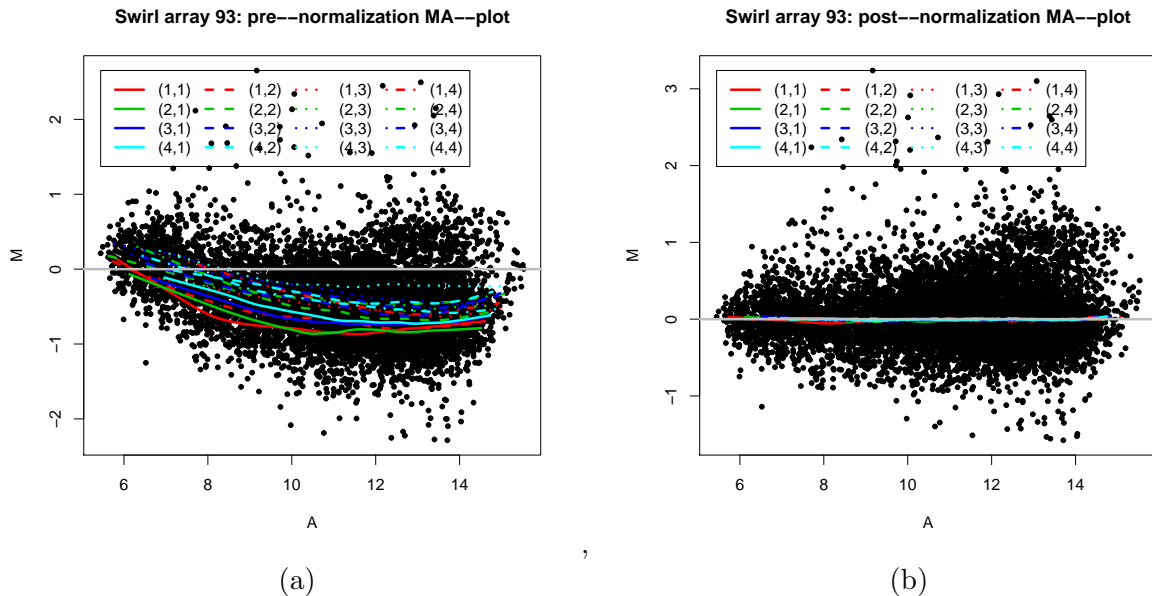 Swirl array 93: pre--normalization MA--plot
(1,1) (1,2) (1,3) (1,4)
(2,1) (2,2) (2,3) (2,4)
(3,1) (3,2) (3,3) (3,4)
(4,1) (4,2) (4,3) (4,4)
M
2
1
0
−1
−2
6 8 10 12 14
A
Swirl array 93: post--normalization MA--plot
(1,1) (1,2) (1,3) (1,4)
(2,1) (2,2) (2,3) (2,4)
(3,1) (3,2) (3,3) (3,4)
(4,1) (4,2) (4,3) (4,4)
M
3
2
1
0
−1
6 8 10 12 14
A
,
(a) (b)